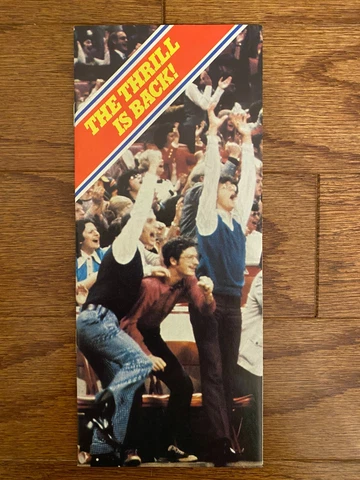 THE THRILL
IS BACK!